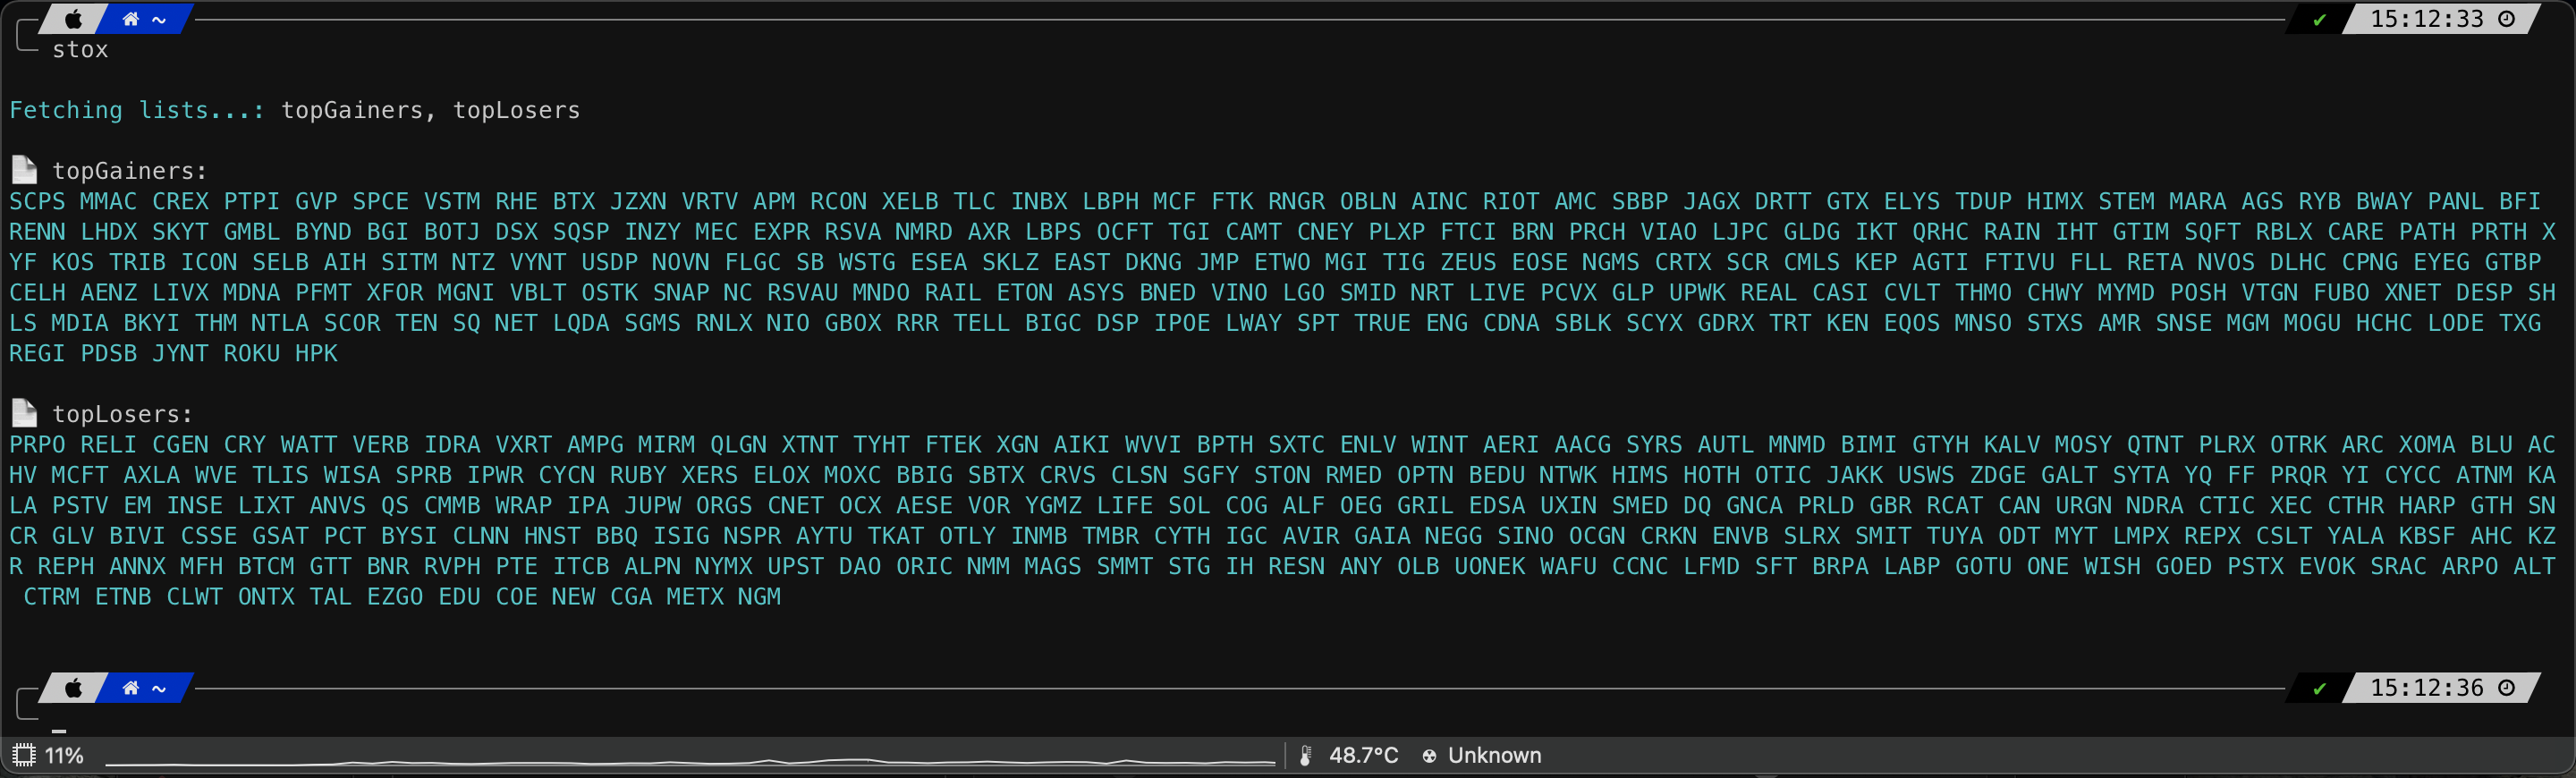 ~ 15:12:33
stox
Fetching lists...: topGainers, topLosers
topGainers:
SCPS MMAC CREX PTPI GVP SPCE VSTM RHE BTX JZXN VRTV APM RCON XELB TLC INBX LBPH MCF FTK RNGR OBLN AINC RIOT AMC SBBP JAGX DRTT GTX ELYS TDUP HIMX STEM MARA AGS RYB BWAY PANL BFI
RENN LHDX SKYT GMBL BYND BGI BOTJ DSX SQSP INZY MEC EXPR RSVA NMRD AXR LBPS OCFT TGI CAMT CNEY PLXP FTCI BRN PRCH VIAO LJPC GLDG IKT QRHC RAIN IHT GTIM SQFT RBLX CARE PATH PRTH X
YF KOS TRIB ICON SELB AIH SITM NTZ VYNT USDP NOVN FLGC SB WSTG ESEA SKLZ EAST DKNG JMP ETWO MGI TIG ZEUS EOSE NGMS CRTX SCR CMLS KEP AGTI FTIVU FLL RETA NVOS DLHC CPNG EYEG GTBP
CELH AENZ LIVX MDNA PFMT XFOR MGNI VBLT OSTK SNAP NC RSVAU MNDO RAIL ETON ASYS BNED VINO LGO SMID NRT LIVE PCVX GLP UPWK REAL CASI CVLT THMO CHWY MYMD POSH VTGN FUBO XNET DESP SH
LS MDIA BKYI THM NTLA SCOR TEN SQ NET LQDA SGMS RNLX NIO GBOX RRR TELL BIGC DSP IPOE LWAY SPT TRUE ENG CDNA SBLK SCYX GDRX TRT KEN EQOS MNSO STXS AMR SNSE MGM MOGU HCHC LODE TXG
REGI PDSB JYNT ROKU HPK
topLosers:
PRPO RELI CGEN CRY WATT VERB IDRA VXRT AMPG MIRM QLGN XTNT TYHT FTEK XGN AIKI WVVI BPTH SXTC ENLV WINT AERI AACG SYRS AUTL MNMD BIMI GTYH KALV MOSY QTNT PLRX OTRK ARC XOMA BLU AC
HV MCFT AXLA WVE TLIS WISA SPRB IPWR CYCN RUBY XERS ELOX MOXC BBIG SBTX CRVS CLSN SGFY STON RMED OPTN BEDU NTWK HIMS HOTH OTIC JAKK USWS ZDGE GALT SYTA YQ FF PRQR YI CYCC ATNM KA
LA PSTV EM INSE LIXT ANVS QS CMMB WRAP IPA JUPW ORGS CNET OCX AESE VOR YGMZ LIFE SOL COG ALF OEG GRIL EDSA UXIN SMED DQ GNCA PRLD GBR RCAT CAN URGN NDRA CTIC XEC CTHR HARP GTH SN
CR GLV BIVI CSSE GSAT PCT BYSI CLNN HNST BBQ ISIG NSPR AYTU TKAT OTLY INMB TMBR CYTH IGC AVIR GAIA NEGG SINO OCGN CRKN ENVB SLRX SMIT TUYA ODT MYT LMPX REPX CSLT YALA KBSF AHC KZ
R REPH ANNX MFH BTCM GTT BNR RVPH PTE ITCB ALPN NYMX UPST DAO ORIC NMM MAGS SMMT STG IH RESN ANY OLB UONEK WAFU CCNC LFMD SFT BRPA LABP GOTU ONE WISH GOED PSTX EVOK SRAC ARPO ALT
CTRM ETNB CLWT ONTX TAL EZGO EDU COE NEW CGA METX NGM
~ 15:12:36
11% 48.7°C Unknown